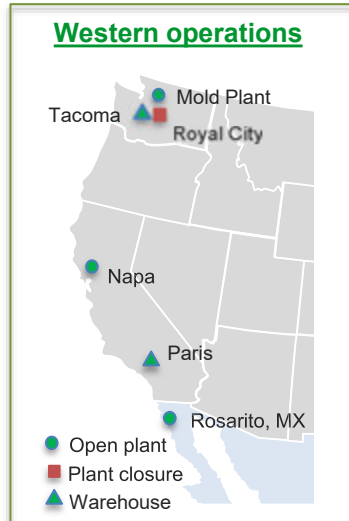 Western operations
Mold Plant
Tacoma
Royal City
Napa
Paris
Rosarito, MX
Open plant
Plant closure
Warehouse